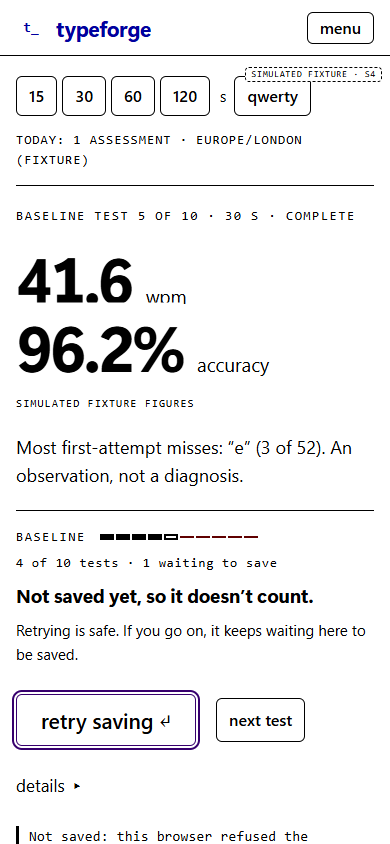 t_ typeforge menu
SIMULATED FIXTURE · S4
15 30 60 120 s qwerty
TODAY: 1 ASSESSMENT · EUROPE/LONDON
(FIXTURE)
BASELINE TEST 5 OF 10 · 30 S · COMPLETE
41.6 wpm
96.2% accuracy
SIMULATED FIXTURE FIGURES
Most first-attempt misses: “e” (3 of 52). An
observation, not a diagnosis.
BASELINE
4 of 10 tests · 1 waiting to save
Not saved yet, so it doesn’t count.
Retrying is safe. If you go on, it keeps waiting here to
be saved.
retry saving ↵ next test
details ▸
Not saved: this browser refused the